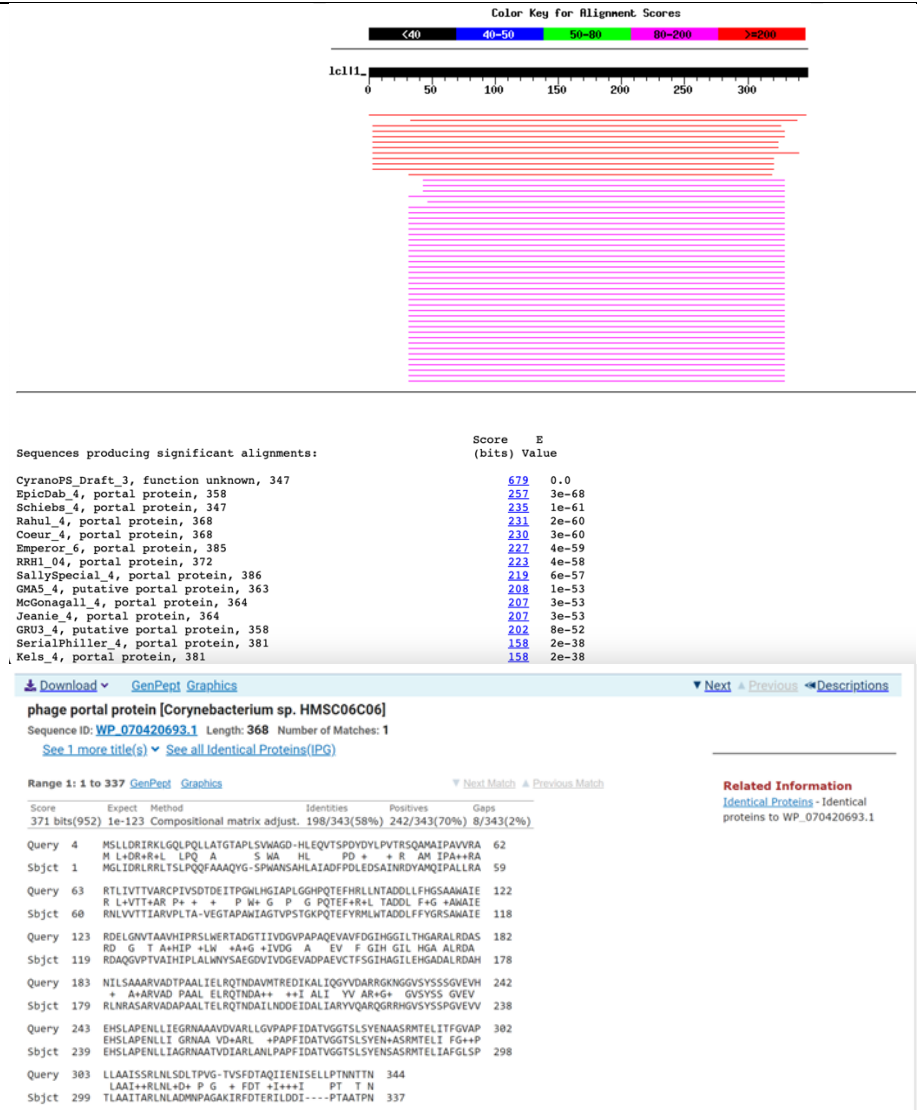 Color Key for Alignment Scores
<40 40-50 50-80 80-200 >=200
lcl|1_
0 50 100 150 200 250 300
Score E
Sequences producing significant alignments: (bits) Value
CyranoPS_Draft_3, function unknown, 347 679 0.0
EpicDab_4, portal protein, 358 257 3e-68
Schiebs_4, portal protein, 347 235 1e-61
Rahul_4, portal protein, 368 231 2e-60
Coeur_4, portal protein, 368 230 3e-60
Emperor_6, portal protein, 385 227 4e-59
RRH1_04, portal protein, 372 223 4e-58
SallySpecial_4, portal protein, 386 219 6e-57
GMA5_4, putative portal protein, 363 208 1e-53
McGonagall_4, portal protein, 364 207 3e-53
Jeanie_4, portal protein, 364 207 3e-53
GRU3_4, putative portal protein, 358 202 8e-52
SerialPhiller_4, portal protein, 381 158 2e-38
Kels_4, portal protein, 381 158 2e-38
Download GenPept Graphics Next Previous Descriptions
phage portal protein [Corynebacterium sp. HMSC06C06]
Sequence ID: WP_070420693.1 Length: 368 Number of Matches: 1
See 1 more title(s) See all Identical Proteins(IPG)
Range 1: 1 to 337 GenPept Graphics Next Match Previous Match
Score Expect Method Identities Positives Gaps
371 bits(952) 1e-123 Compositional matrix adjust. 198/343(58%) 242/343(70%) 8/343(2%)
Query 4 MSLLDRIRKLGQLPQLLATGTAPLSVWAGD-HLEQVTSPDYDYLPVTRSQAMAIPAVVRA 62
M L+DR+R+L LPQ A S WA HL PD + + R AM IPA++RA
Sbjct 1 MGLIDRLRRLTSLPQQFAAAQYG-SPWANSAHLAIADFPDLEDSAINRDYAMQIPALLRA 59
Query 63 RTLIVTTVARCPIVSDTDEITPGWLHGIAPLGGHPQTEFHRLLNTADDLLFHGSAAWAIE 122
R L+VTT+AR P+ + + P W+ G P G PQTEF+R+L TADDL F+G +AWAIE
Sbjct 60 RNLVVTTIARVPLTA-VEGTAPAWIAGTVPSTGKPQTEFYRMLWTADDLFFYGRSAWAIE 118
Query 123 RDELGNVTAAVHIPRSLWERTADGTIIVDGVPAPAQEVAVFDGIHGGILTHGARALRDAS 182
RD G T A+HIP +LW +A+G +IVDG A EV F GIH GIL HGA ALRDA
Sbjct 119 RDAQGVPTVAIHIPLALWNYSAEGDVIVDGEVADPAEVCTFSGIHAGILEHGADALRDAH 178
Query 183 NILSAAARVADTPAALIELRQTNDAVMTREDIKALIQGYVDARRGKNGGVSYSSSGVEVH 242
+ A+ARVAD PAAL ELRQTNDA++ ++I ALI YV AR+G+ GVSYSS GVEV
Sbjct 179 RLNRASARVADAPAALTELRQTNDAILNDDEIDALIARYVQARQGRRHGVSYSSPGVEVV 238
Query 243 EHSLAPENLLIEGRNAAAVDVARLLGVPAPFIDATVGGTSLSYENAASRMTELITFGVAP 302
EHSLAPENLLI GRNAA VD+ARL +PAPFIDATVGGTSLSYEN+ASRMTELI FG++P
Sbjct 239 EHSLAPENLLIAGRNAATVDIARLANLPAPFIDATVGGTSLSYENSASRMTELIAFGLSP 298
Query 303 LLAAISSRLNLSDLTPVG-TVSFDTAQIIENISELLPTNNTTN 344
LAAI++RLNL+D+ P G + FDT +I+++I PT T N
Sbjct 299 TLAAITARLNLADMNPAGAKIRFDTERILDDI----PTAATPN 337
Related Information
Identical Proteins - Identical
proteins to WP_070420693.1